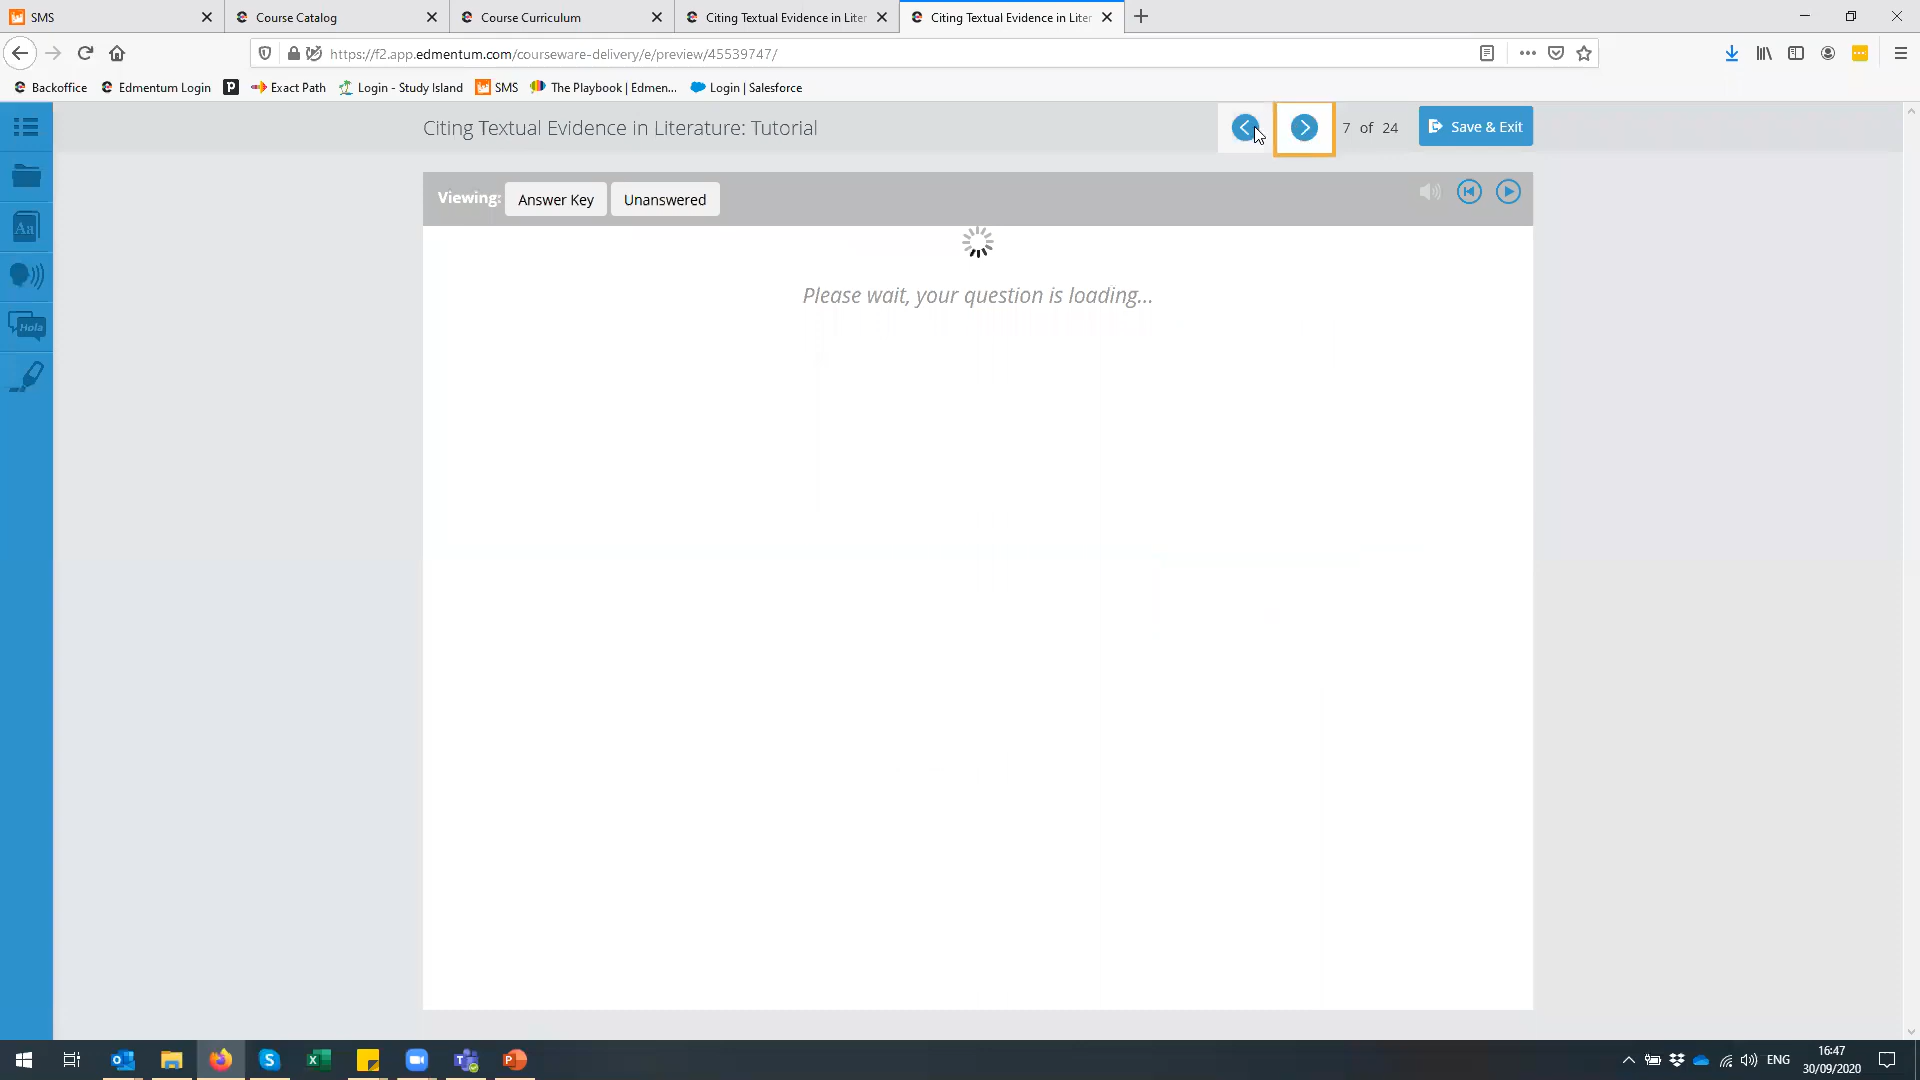 SMS
Course Catalog
Course Curriculum
Citing Textual Evidence in Liter
Citing Textual Evidence in Liter
https://f2.app.edmentum.com/courseware-delivery/e/preview/45539747/
Backoffice
Edmentum Login
Exact Path
Login - Study Island
SMS
The Playbook | Edmen...
Login | Salesforce
Citing Textual Evidence in Literature: Tutorial
7 of 24
Save & Exit
Viewing:
Answer Key
Unanswered
Aa
Please wait, your question is loading...
Hola
ENG
16:47
30/09/2020